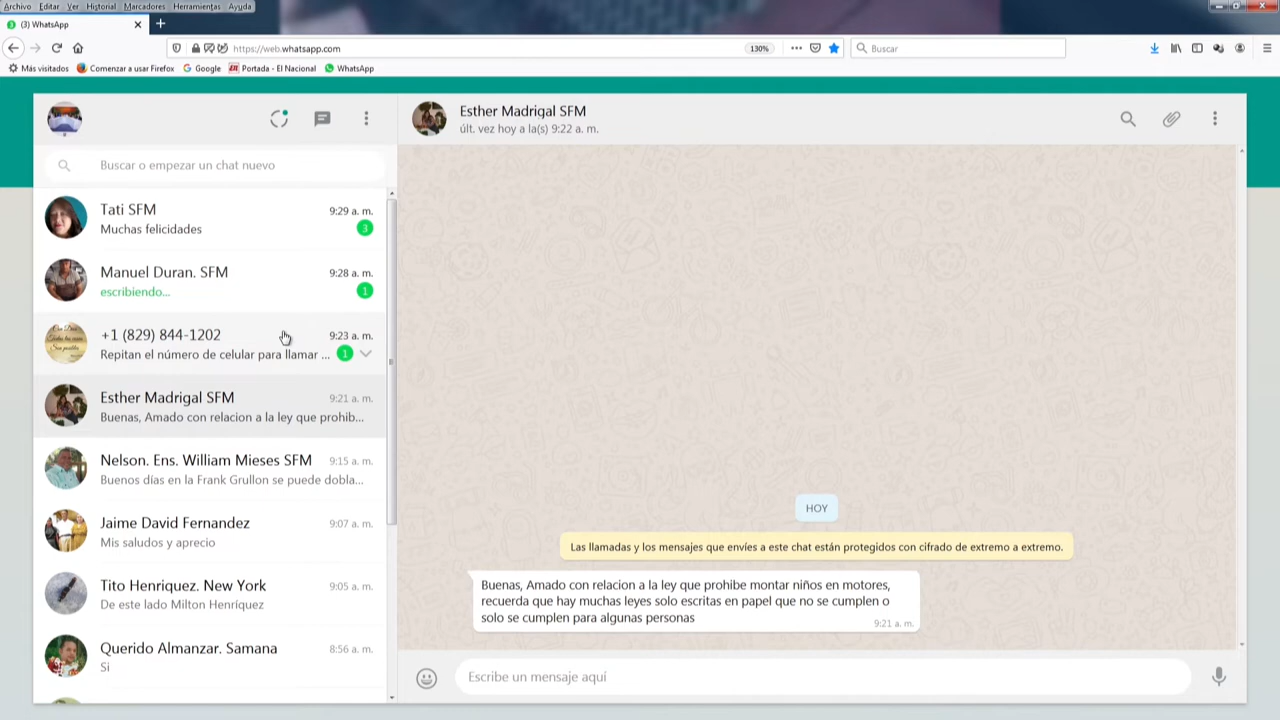 Archivo Editar Ver Historial Marcadores Herramientas Ayuda
(3) WhatsApp
https://web.whatsapp.com
130%
Buscar
Más visitados Comenzar a usar Firefox Google Portada - El Nacional WhatsApp
Esther Madrigal SFM
últ. vez hoy a la(s) 9:22 a. m.
Buscar o empezar un chat nuevo
Tati SFM 9:29 a. m.
Muchas felicidades 3
Manuel Duran. SFM 9:28 a. m.
escribiendo... 1
+1 (829) 844-1202 9:23 a. m.
Repitan el número de celular para llamar ... 1
Esther Madrigal SFM 9:21 a. m.
Buenas, Amado con relacion a la ley que prohib...
Nelson. Ens. William Mieses SFM 9:15 a. m.
Buenos días en la Frank Grullon se puede dobla...
Jaime David Fernandez 9:07 a. m.
Mis saludos y aprecio
Tito Henriquez. New York 9:05 a. m.
De este lado Milton Henríquez
Querido Almanzar. Samana 8:56 a. m.
Si
HOY
Las llamadas y los mensajes que envíes a este chat están protegidos con cifrado de extremo a extremo.
Buenas, Amado con relacion a la ley que prohibe montar niños en motores,
recuerda que hay muchas leyes solo escritas en papel que no se cumplen o
solo se cumplen para algunas personas
9:21 a. m.
Escribe un mensaje aquí